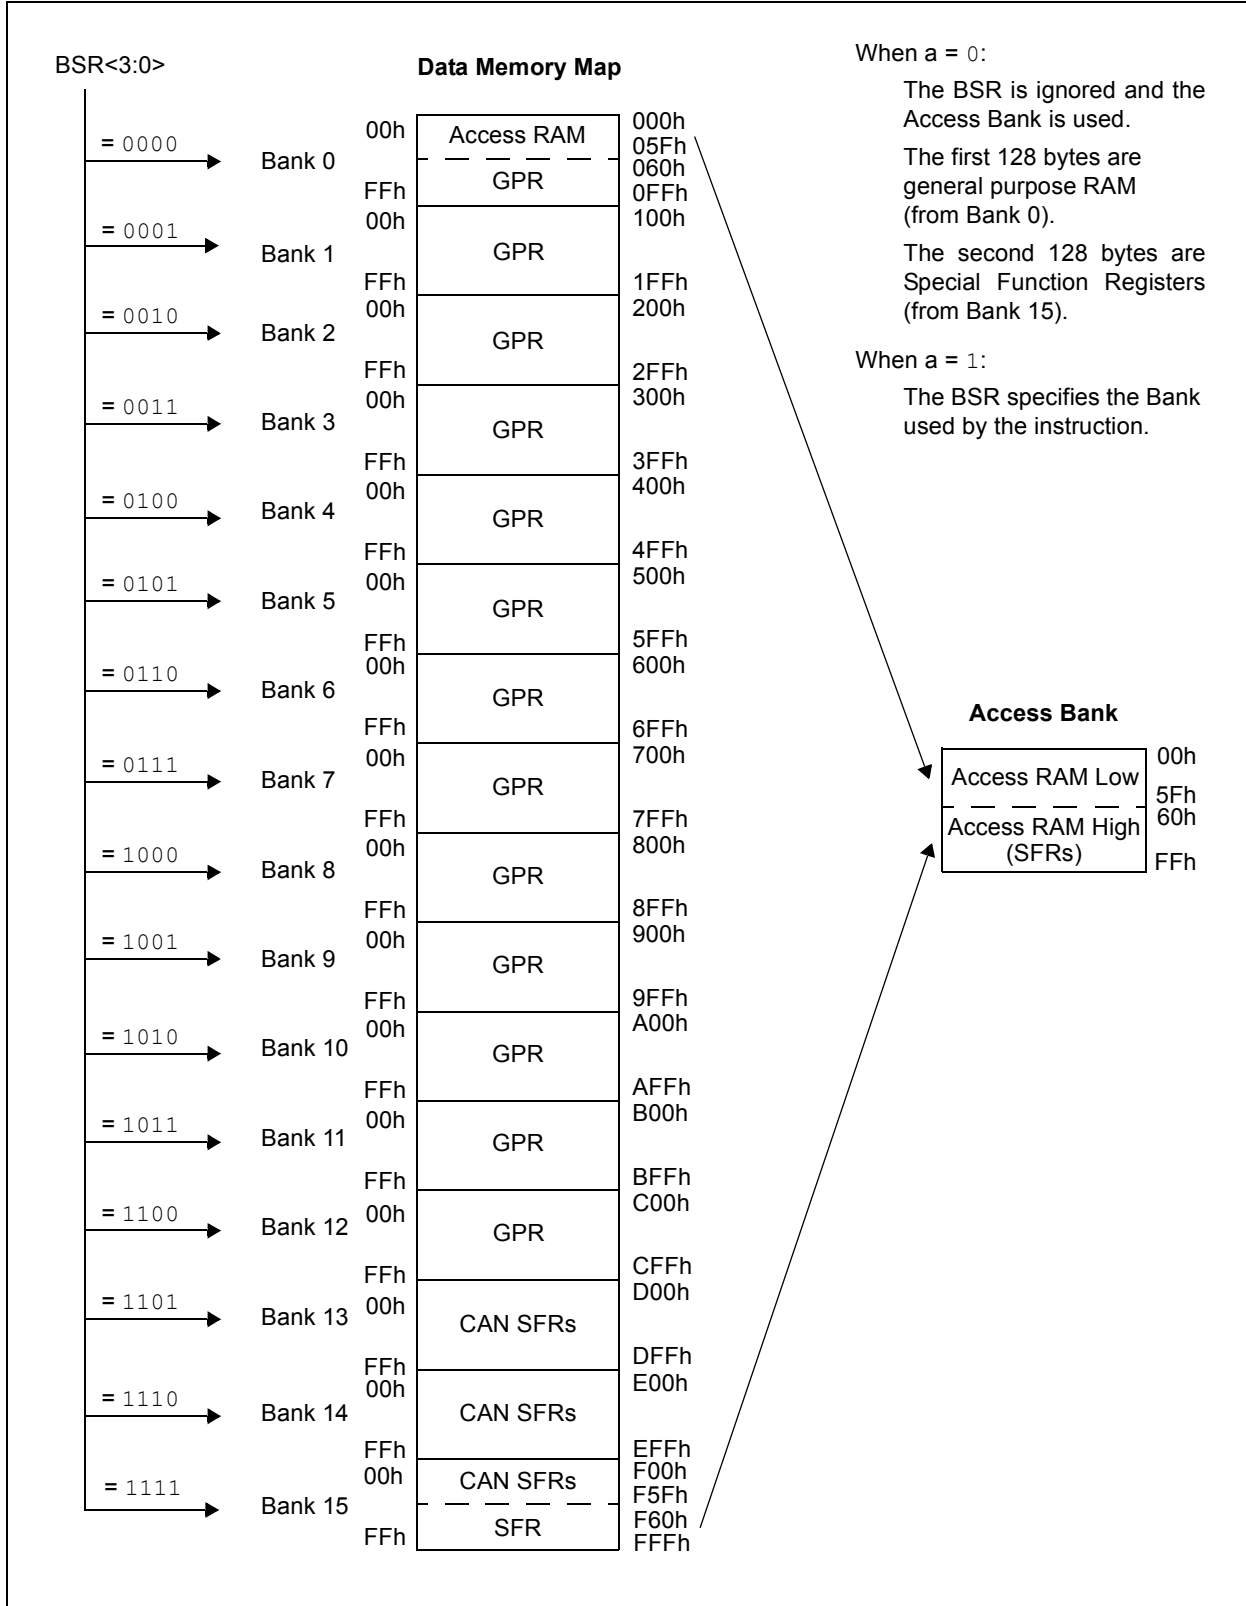 BSR<3:0>
Data Memory Map
When a = 0:
The BSR is ignored and the
Access Bank is used.
The first 128 bytes are
general purpose RAM
(from Bank 0).
The second 128 bytes are
Special Function Registers
(from Bank 15).
When a = 1:
The BSR specifies the Bank
used by the instruction.
= 0000
Bank 0
00h
Access RAM
000h
05Fh
060h
FFh
GPR
0FFh
= 0001
Bank 1
00h
GPR
100h
FFh
1FFh
= 0010
Bank 2
00h
GPR
200h
FFh
2FFh
= 0011
Bank 3
00h
GPR
300h
FFh
3FFh
= 0100
Bank 4
00h
GPR
400h
FFh
4FFh
= 0101
Bank 5
00h
GPR
500h
FFh
5FFh
= 0110
Bank 6
00h
GPR
600h
FFh
6FFh
= 0111
Bank 7
00h
GPR
700h
FFh
7FFh
= 1000
Bank 8
00h
GPR
800h
FFh
8FFh
= 1001
Bank 9
00h
GPR
900h
FFh
9FFh
= 1010
Bank 10
00h
GPR
A00h
FFh
AFFh
= 1011
Bank 11
00h
GPR
B00h
FFh
BFFh
= 1100
Bank 12
00h
GPR
C00h
FFh
CFFh
= 1101
Bank 13
00h
CAN SFRs
D00h
FFh
DFFh
= 1110
Bank 14
00h
CAN SFRs
E00h
FFh
EFFh
= 1111
Bank 15
00h
CAN SFRs
F00h
F5Fh
F60h
FFh
SFR
FFFh
Access Bank
Access RAM Low
00h
5Fh
Access RAM High
(SFRs)
60h
FFh